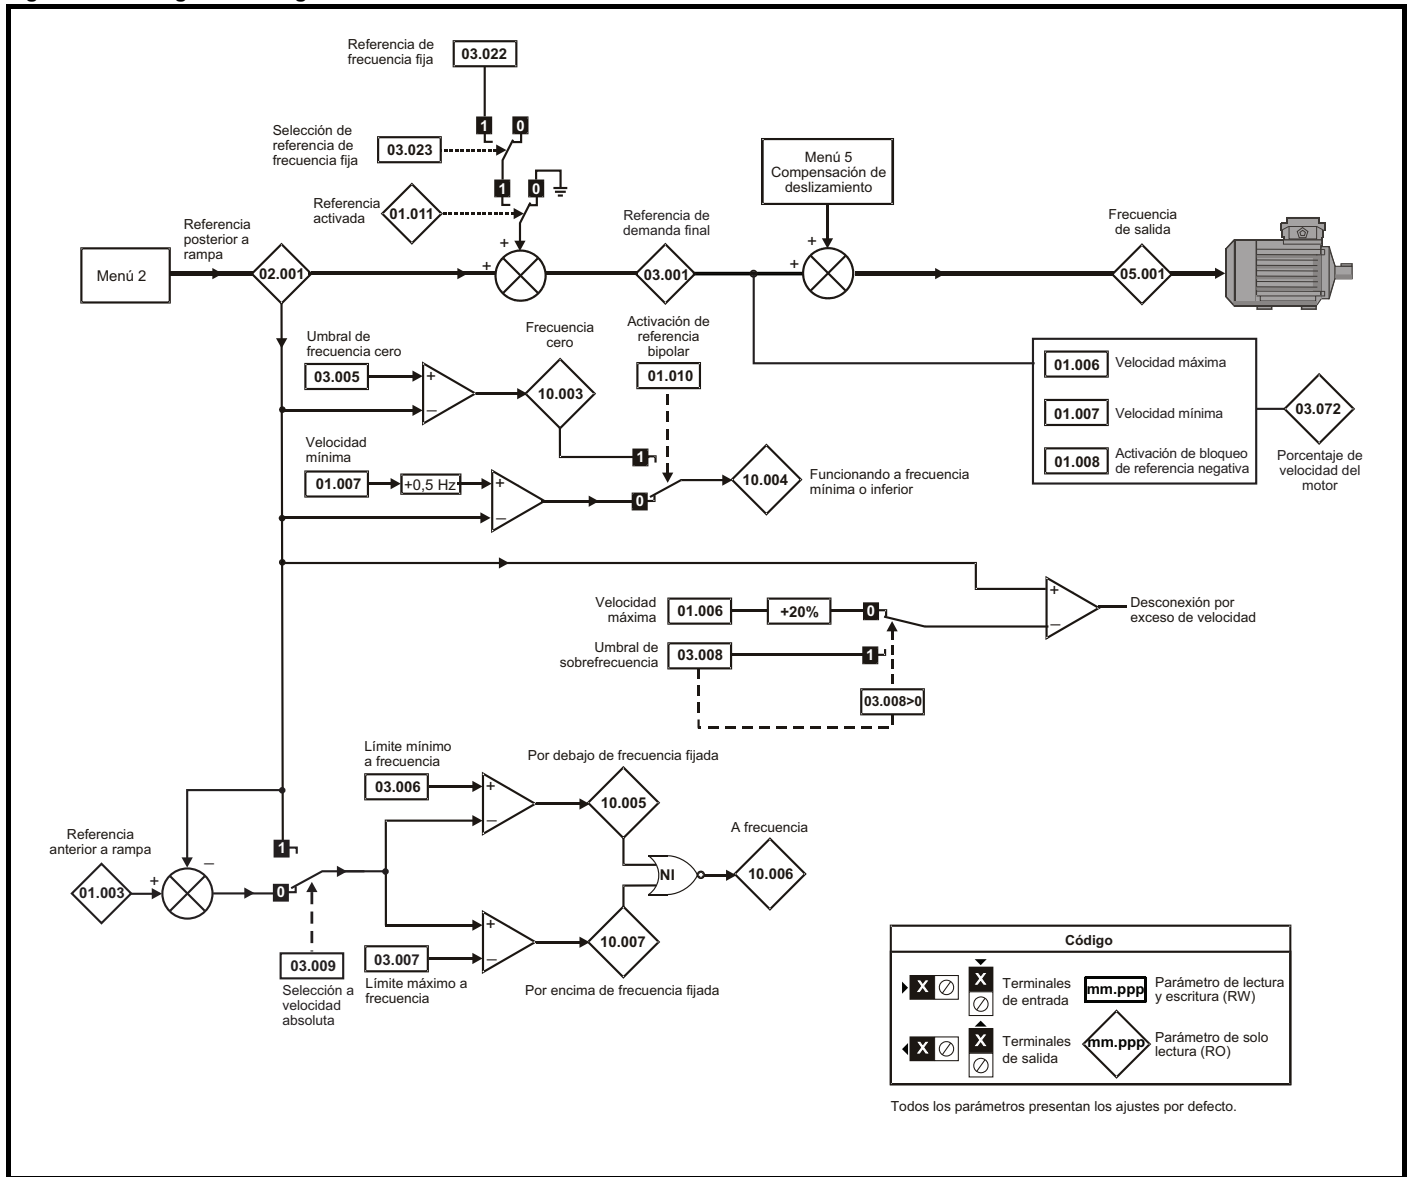 Referencia de
frecuencia fija
03.022
1
0
Selección de
referencia de
frecuencia fija
03.023
1
0
Referencia
activada
01.011
Menú 5
Compensación de
deslizamiento
Referencia
posterior a
rampa
Menú 2
02.001
+
+
Referencia de
demanda final
03.001
+
+
Frecuencia
de salida
05.001
Umbral de
frecuencia cero
03.005
+
–
Frecuencia
cero
10.003
Activación de
referencia
bipolar
01.010
01.006
Velocidad máxima
01.007
Velocidad mínima
01.008
Activación de bloqueo
de referencia negativa
03.072
Porcentaje de
velocidad del
motor
Velocidad
mínima
01.007
+0,5 Hz
+
–
1
0
10.004
Funcionando a frecuencia
mínima o inferior
Velocidad
máxima
01.006
+20%
0
Umbral de
sobrefrecuencia
03.008
1
03.008>0
+
–
Desconexión por
exceso de velocidad
Límite mínimo
a frecuencia
03.006
+
–
Por debajo de frecuencia fijada
10.005
Referencia
anterior a rampa
01.003
+
–
1
0
NI
A frecuencia
10.006
03.009
Selección a
velocidad
absoluta
03.007
Límite máximo a
frecuencia
+
–
10.007
Por encima de frecuencia fijada
Código
X
X
Terminales
de entrada
mm.ppp
Parámetro de lectura
y escritura (RW)
X
X
Terminales
de salida
mm.ppp
Parámetro de solo
lectura (RO)
Todos los parámetros presentan los ajustes por defecto.